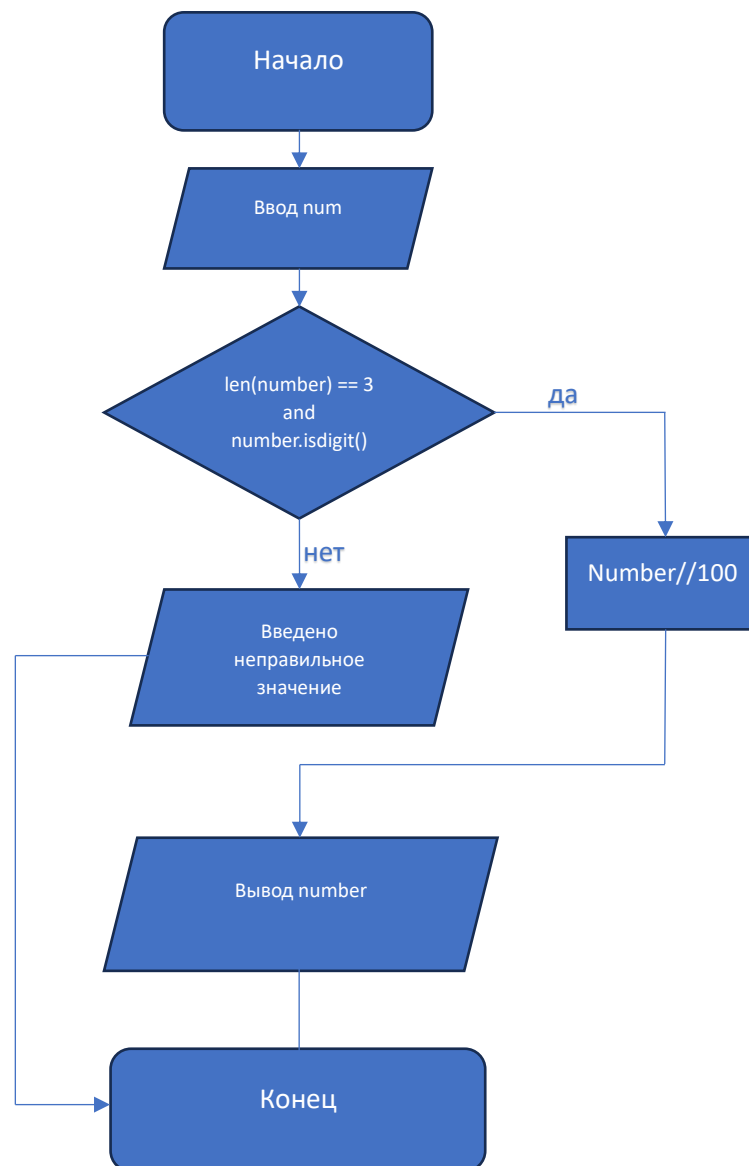 Начало
Ввод num
len(number) == 3
and
number.isdigit()
да
нет
Number//100
Введено
неправильное
значение
Вывод number
Конец